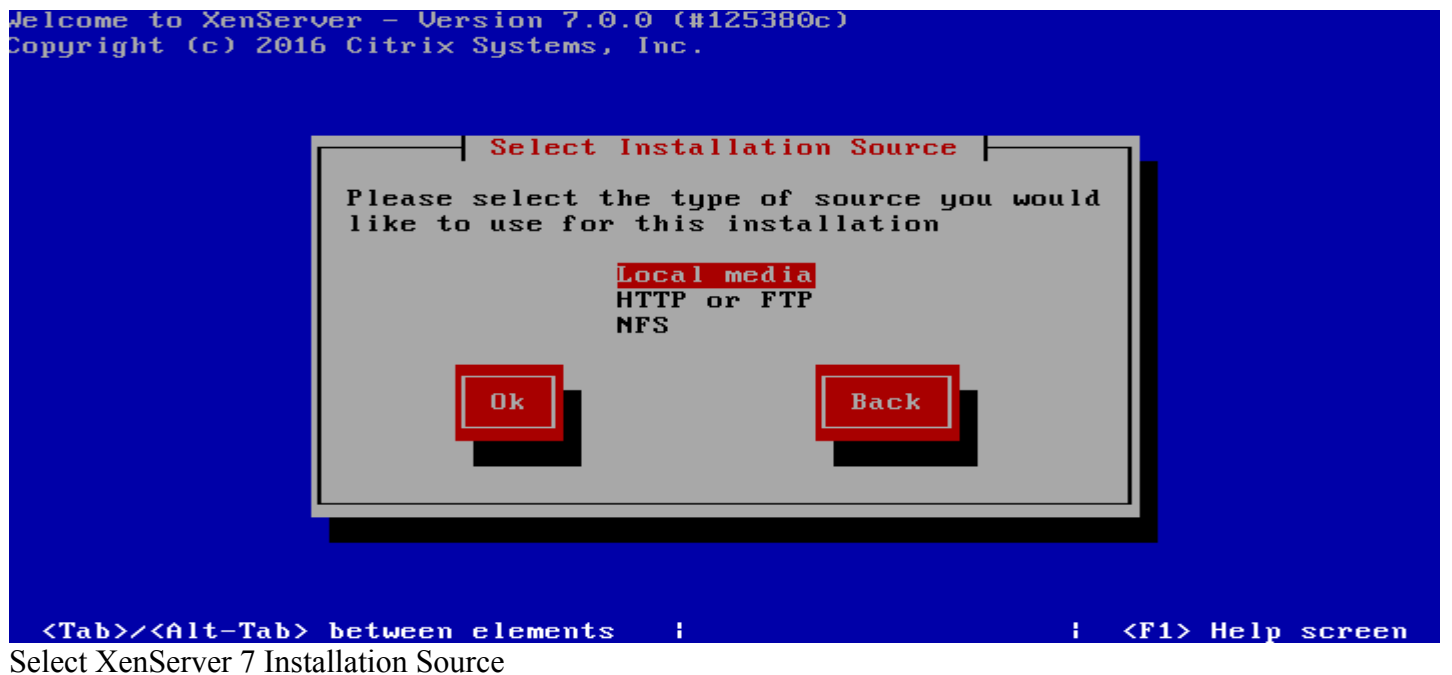 Welcome to XenServer - Version 7.0.0 (#125380c)
Copyright (c) 2016 Citrix Systems, Inc.
Select Installation Source
Please select the type of source you would
like to use for this installation
Local media
HTTP or FTP
NFS
Ok Back
<Tab>/<Alt-Tab> between elements | | <F1> Help screen
Select XenServer 7 Installation Source